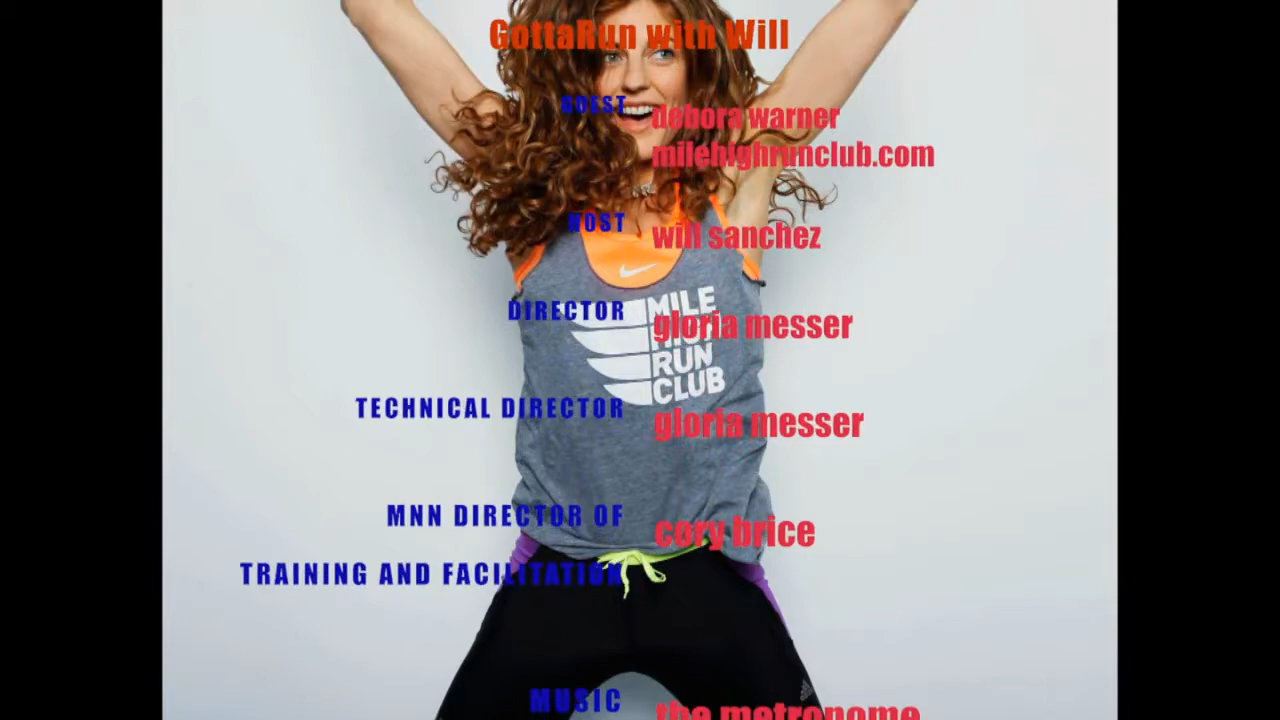 GottaRun with Will
GUEST
debora warner
milehighrunclub.com
HOST
will sanchez
MILE
HIGH
RUN
CLUB
DIRECTOR
gloria messer
TECHNICAL DIRECTOR
gloria messer
MNN DIRECTOR OF
TRAINING AND FACILITATION
cory brice
MUSIC
the metronome